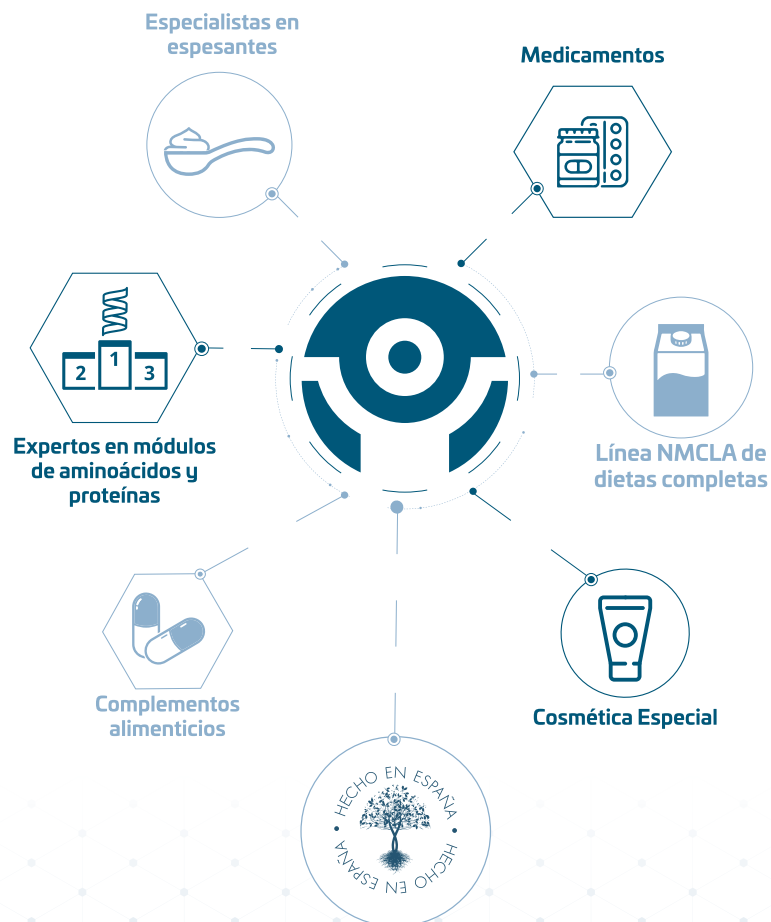 Especialistas en
espesantes
Medicamentos
2 1 3
Expertos en módulos
de aminoácidos y
proteínas
Línea NMCLA de
dietas completas
Complementos
alimenticios
Cosmética Especial
HECHO EN ESPAÑA
HECHO EN ESPAÑA